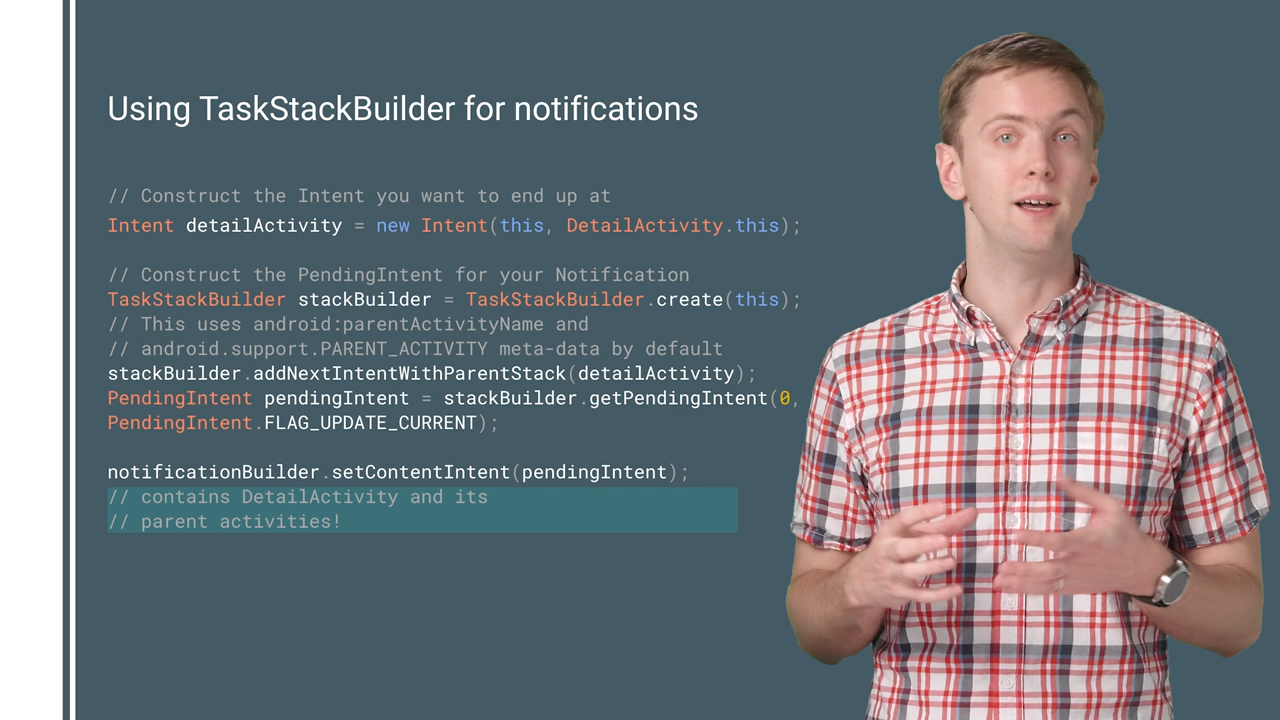 Using TaskStackBuilder for notifications
// Construct the Intent you want to end up at
Intent detailActivity = new Intent(this, DetailActivity.this);
// Construct the PendingIntent for your Notification
TaskStackBuilder stackBuilder = TaskStackBuilder.create(this);
// This uses android:parentActivityName and
// android.support.PARENT_ACTIVITY meta-data by default
stackBuilder.addNextIntentWithParentStack(detailActivity);
PendingIntent pendingIntent = stackBuilder.getPendingIntent(0,
PendingIntent.FLAG_UPDATE_CURRENT);
notificationBuilder.setContentIntent(pendingIntent);
// contains DetailActivity and its
// parent activities!